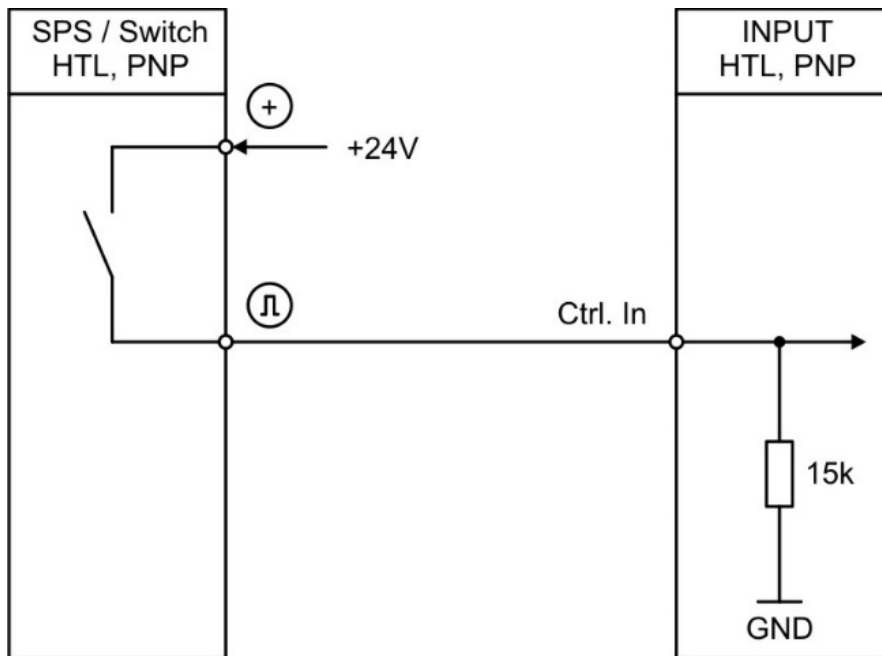 SPS / Switch
HTL, PNP
INPUT
HTL, PNP
+
+24V
Ctrl. In
15k
GND